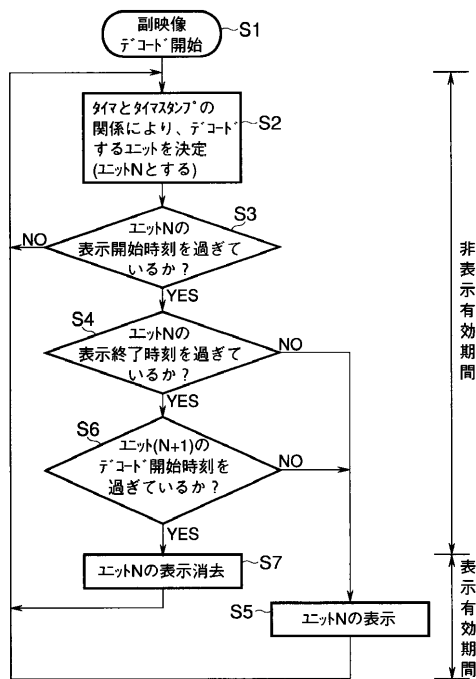 副映像
デコード開始
S1
タイマとタイマスタンプの
関係により、デコード
するユニットを決定
(ユニットNとする)
S2
S3
ユニットNの
表示開始時刻を過ぎて
いるか?
NO
YES
S4
ユニットNの
表示終了時刻を過ぎて
いるか?
NO
YES
S6
ユニット(N+1)の
デコード開始時刻を
過ぎているか?
NO
YES
ユニットNの表示消去
S7
S5
ユニットNの表示
非表示有効期間
表示有効期間